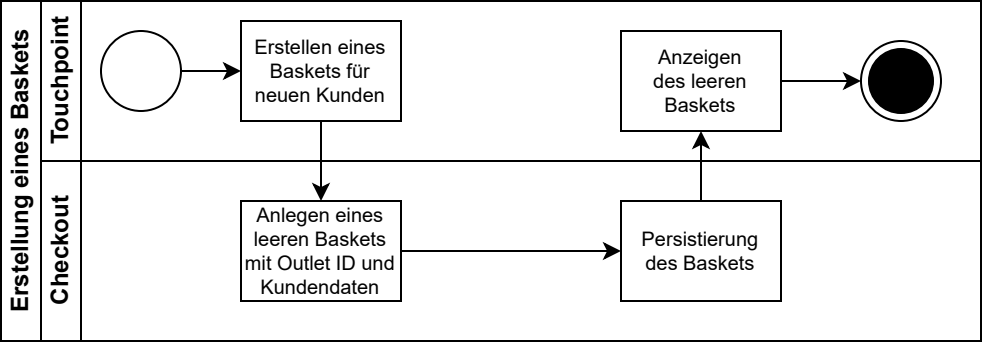 Erstellung eines Baskets
Touchpoint
Erstellen eines
Baskets für
neuen Kunden
Anzeigen
des leeren
Baskets
Checkout
Anlegen eines
leeren Baskets
mit Outlet ID und
Kundendaten
Persistierung
des Baskets